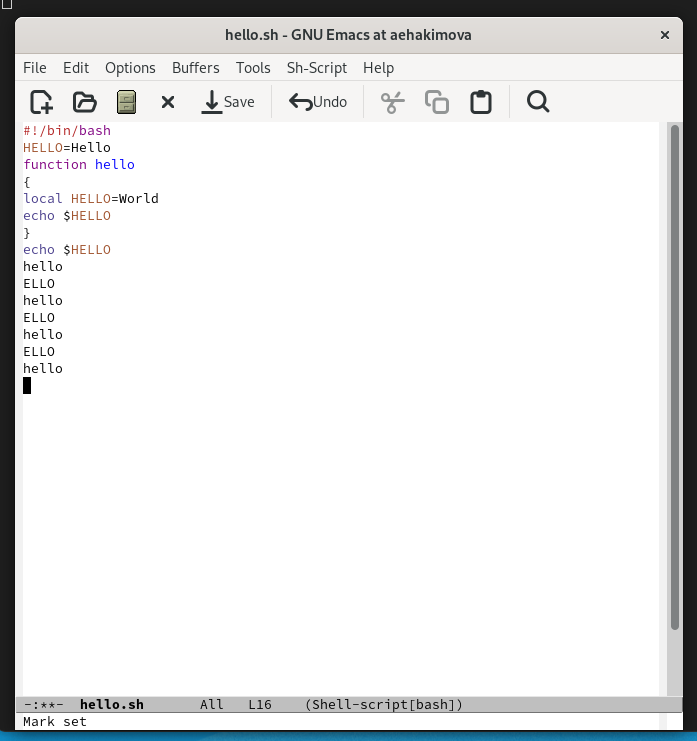 hello.sh - GNU Emacs at aehakimova
File Edit Options Buffers Tools Sh-Script Help
Save Undo
#!/bin/bash
HELLO=Hello
function hello
{
local HELLO=World
echo $HELLO
}
echo $HELLO
hello
ELLO
hello
ELLO
hello
ELLO
hello
-:**- hello.sh All L16 (Shell-script[bash])
Mark set